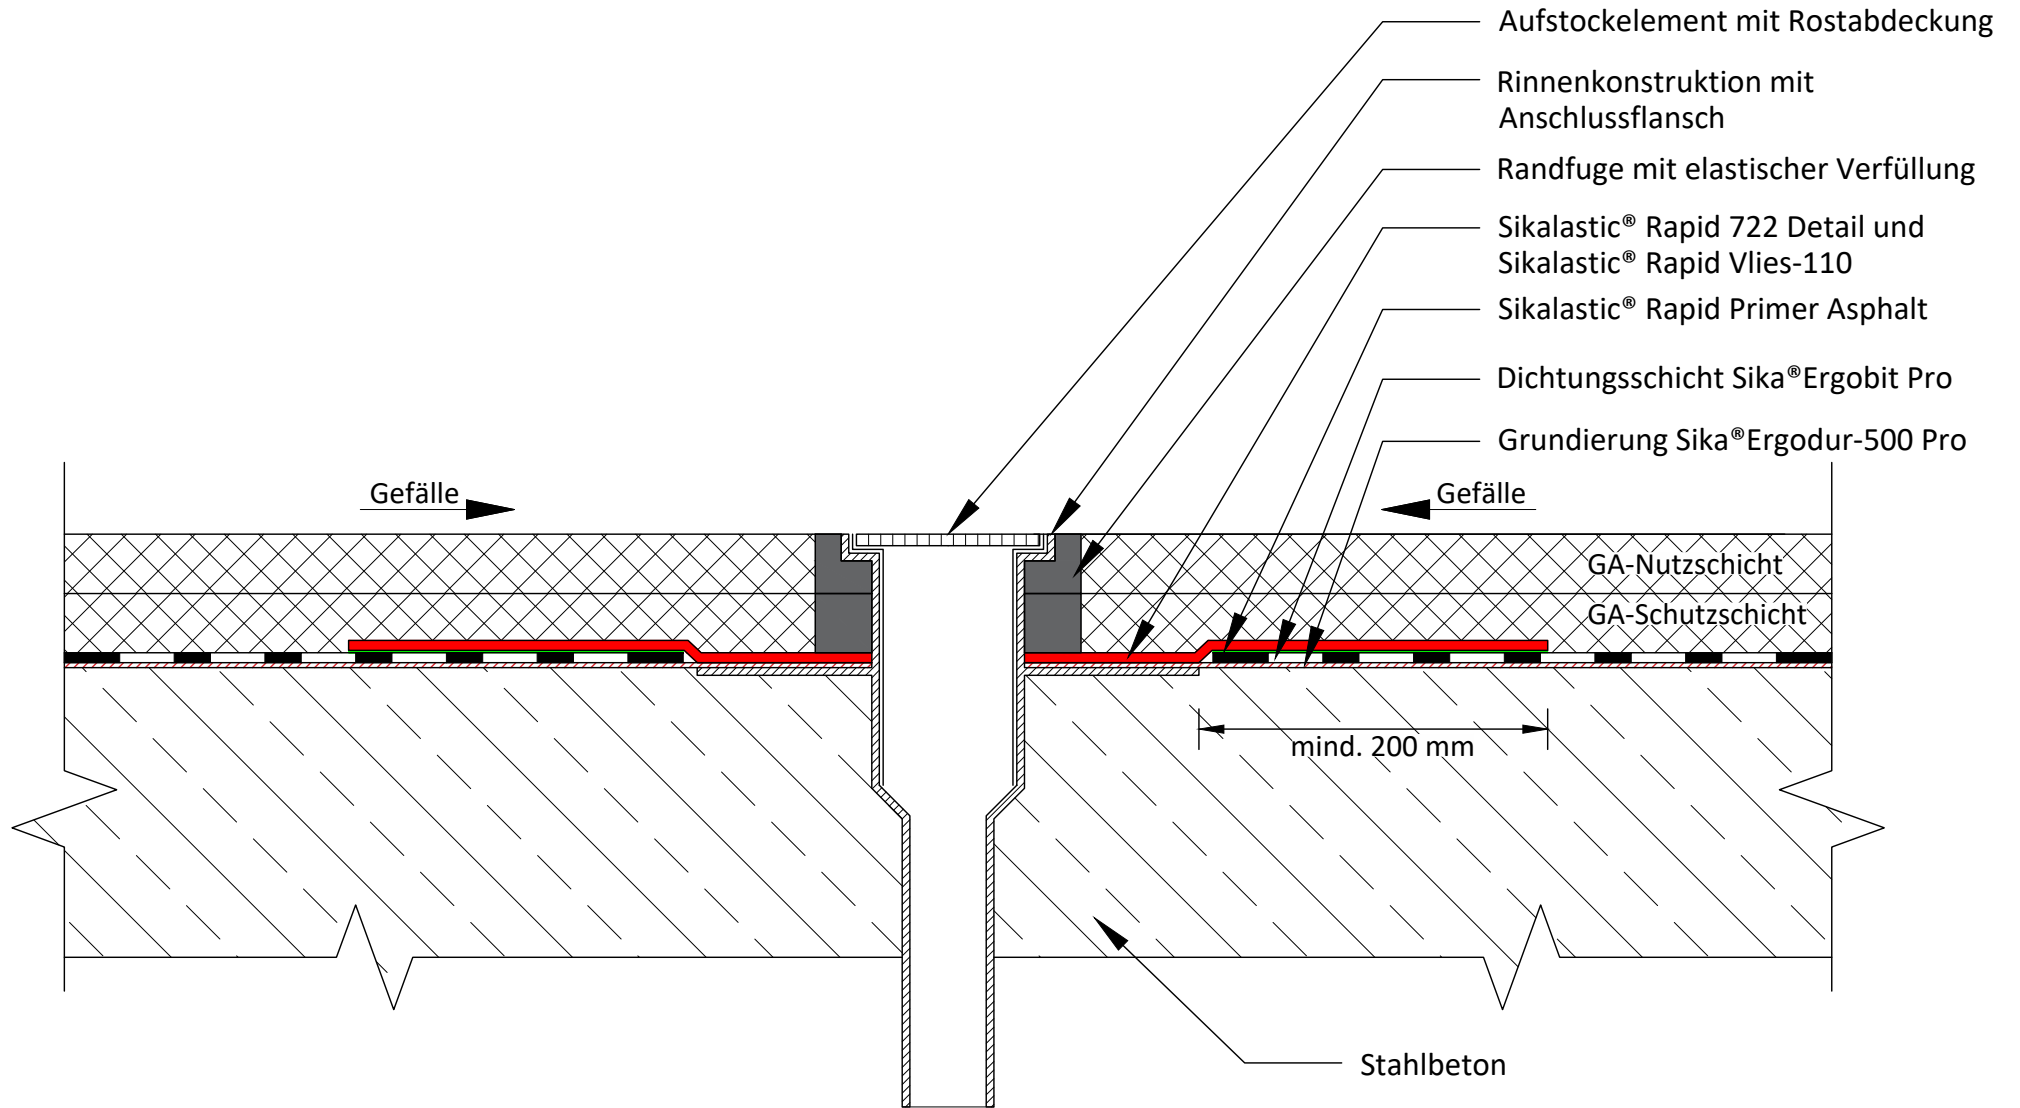 Aufstockelement mit Rostabdeckung
Rinnenkonstruktion mit
Anschlussflansch
Randfuge mit elastischer Verfüllung
Sikalastic® Rapid 722 Detail und
Sikalastic® Rapid Vlies-110
Sikalastic® Rapid Primer Asphalt
Dichtungsschicht Sika®Ergobit Pro
Grundierung Sika®Ergodur-500 Pro
Gefälle
Gefälle
GA-Nutzschicht
GA-Schutzschicht
mind. 200 mm
Stahlbeton